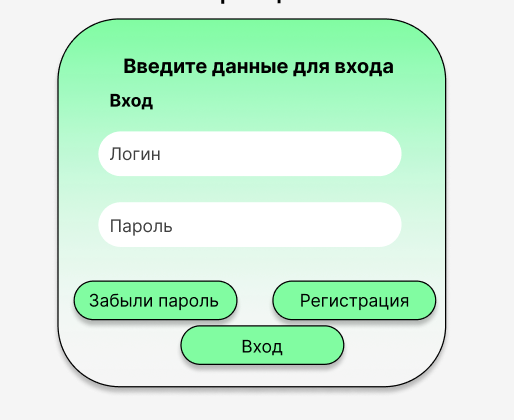 Введите данные для входа
Вход
Логин
Пароль
Забыли пароль
Регистрация
Вход